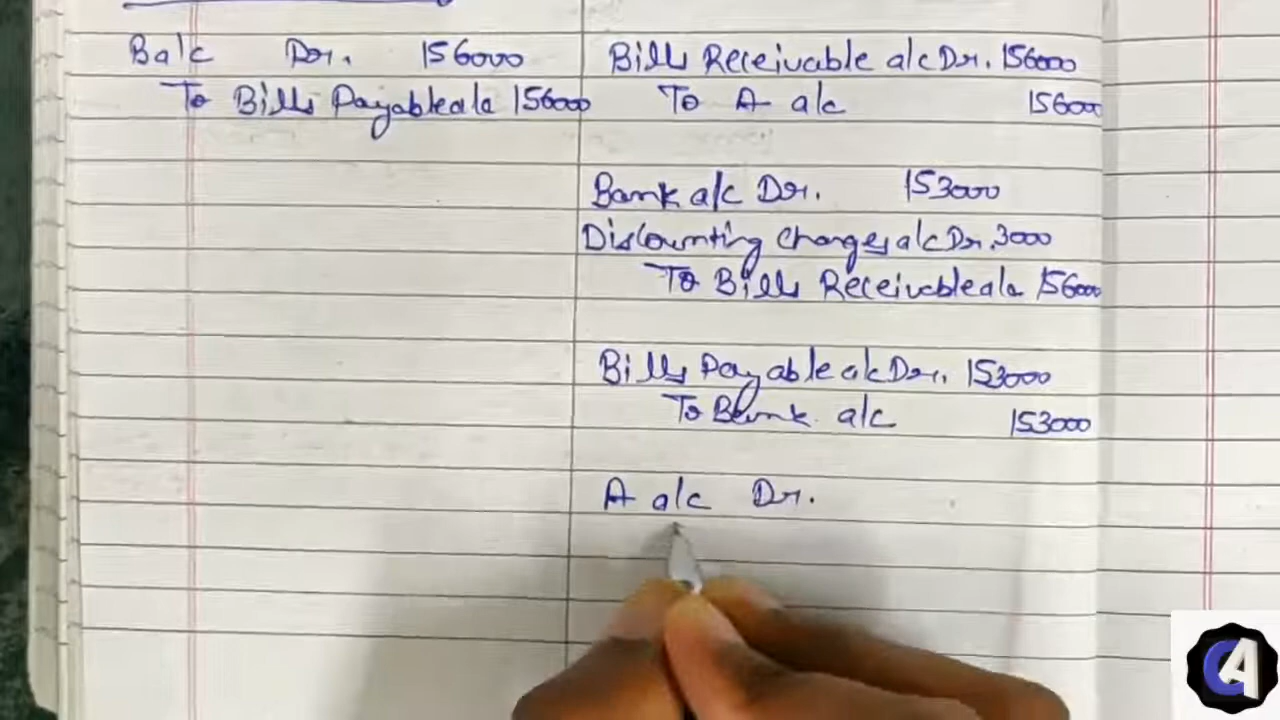 B a/c Dr. 156000
To Bills Payable a/c 156000
Bills Receivable a/c Dr. 156000
To A a/c 156000
Bank a/c Dr. 153000
Discounting Charges a/c Dr. 3000
To Bills Receivable a/c 156000
Bills Payable a/c Dr. 153000
To Bank a/c 153000
A a/c Dr.
CA